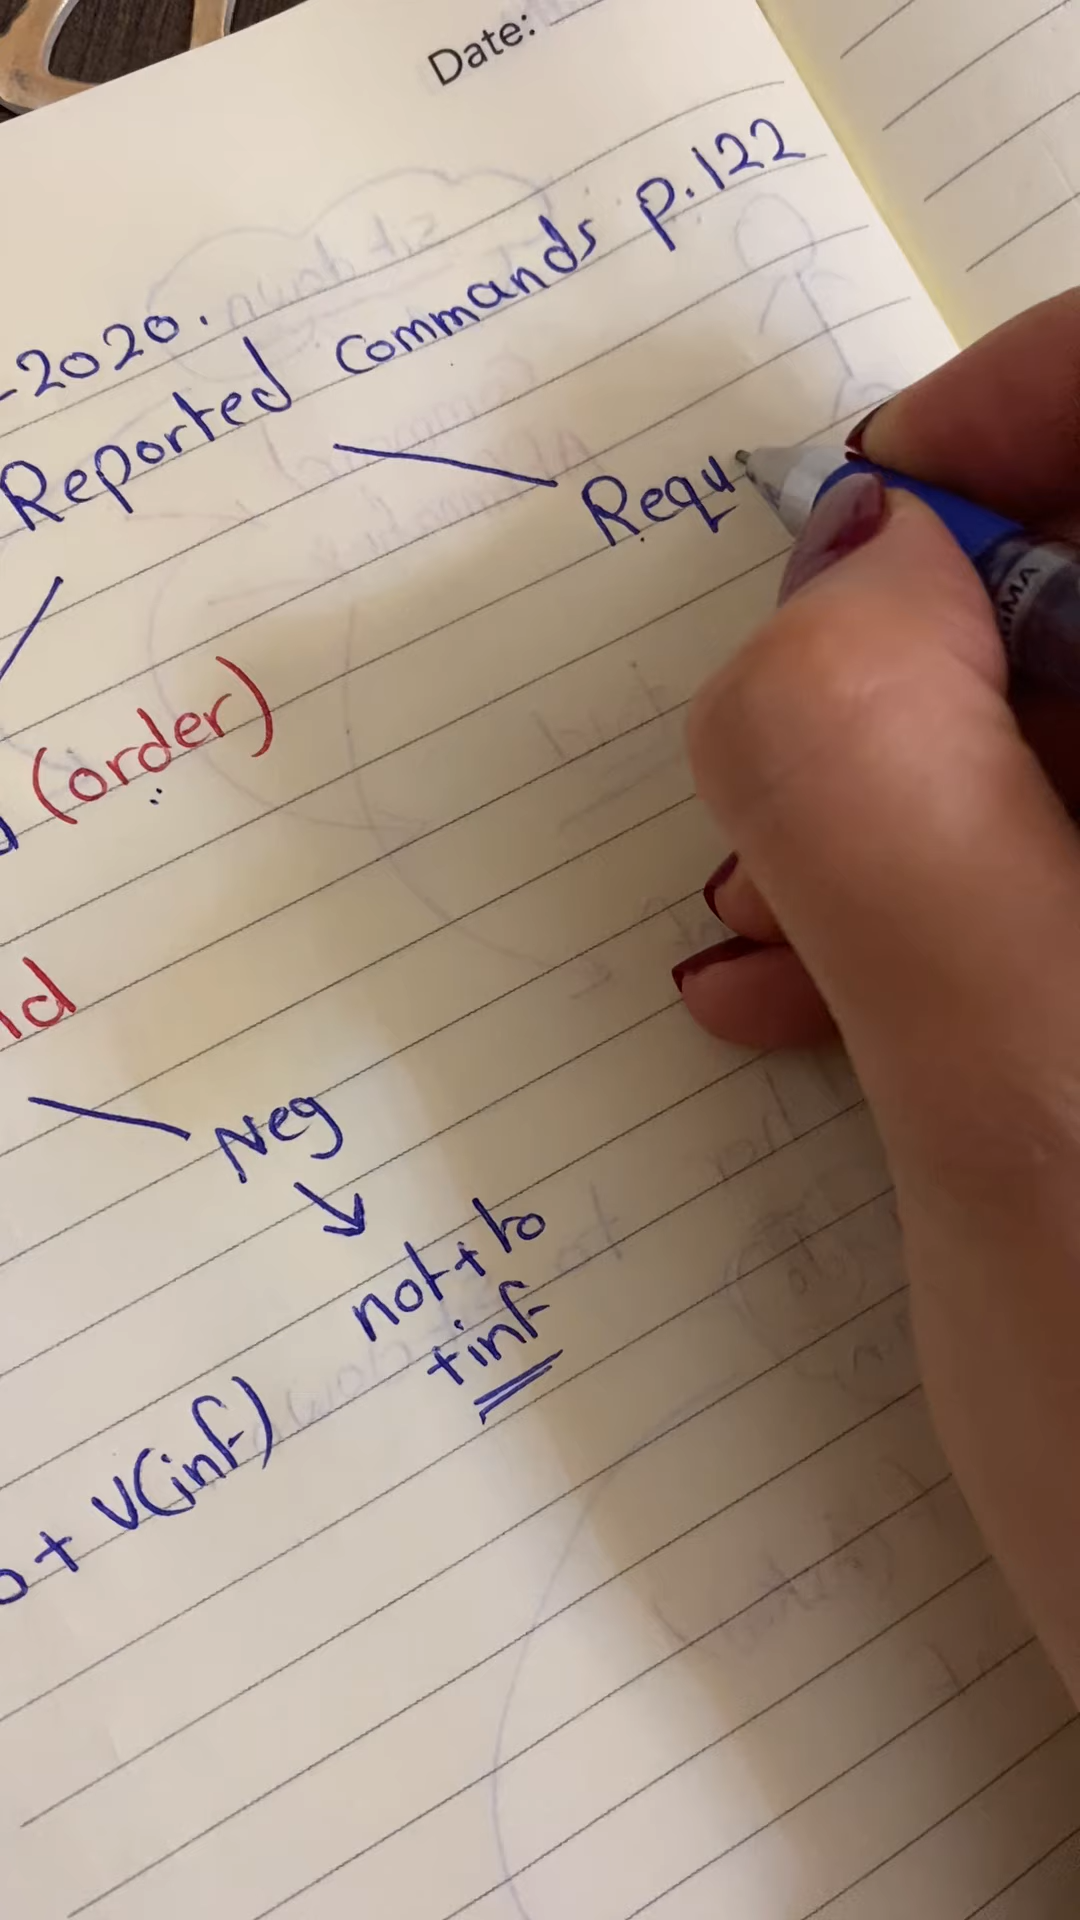 Date:
-2020.
Reported Commands p.122
Requ
(order)
Neg
not + to
+ inf
+ V(inf)